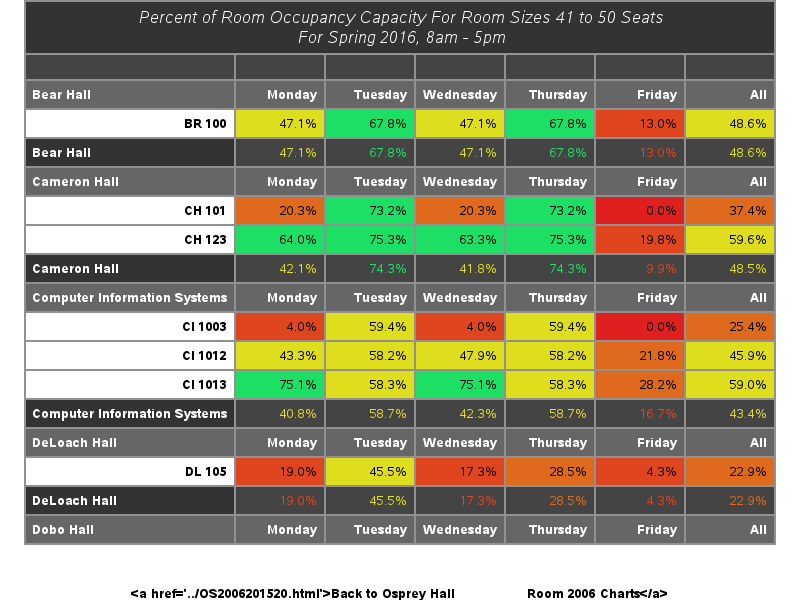 Percent of Room Occupancy Capacity For Room Sizes 41 to 50 Seats
For Spring 2016, 8am - 5pm
Bear Hall Monday Tuesday Wednesday Thursday Friday All
BR 100 47.1% 67.8% 47.1% 67.8% 13.0% 48.6%
Bear Hall 47.1% 67.8% 47.1% 67.8% 13.0% 48.6%
Cameron Hall Monday Tuesday Wednesday Thursday Friday All
CH 101 20.3% 73.2% 20.3% 73.2% 0.0% 37.4%
CH 123 64.0% 75.3% 63.3% 75.3% 19.8% 59.6%
Cameron Hall 42.1% 74.3% 41.8% 74.3% 9.9% 48.5%
Computer Information Systems Monday Tuesday Wednesday Thursday Friday All
CI 1003 4.0% 59.4% 4.0% 59.4% 0.0% 25.4%
CI 1012 43.3% 58.2% 47.9% 58.2% 21.8% 45.9%
CI 1013 75.1% 58.3% 75.1% 58.3% 28.2% 59.0%
Computer Information Systems 40.8% 58.7% 42.3% 58.7% 16.7% 43.4%
DeLoach Hall Monday Tuesday Wednesday Thursday Friday All
DL 105 19.0% 45.5% 17.3% 28.5% 4.3% 22.9%
DeLoach Hall 19.0% 45.5% 17.3% 28.5% 4.3% 22.9%
Dobo Hall Monday Tuesday Wednesday Thursday Friday All
<a href='../OS2006201520.html'>Back to Osprey Hall Room 2006 Charts</a>